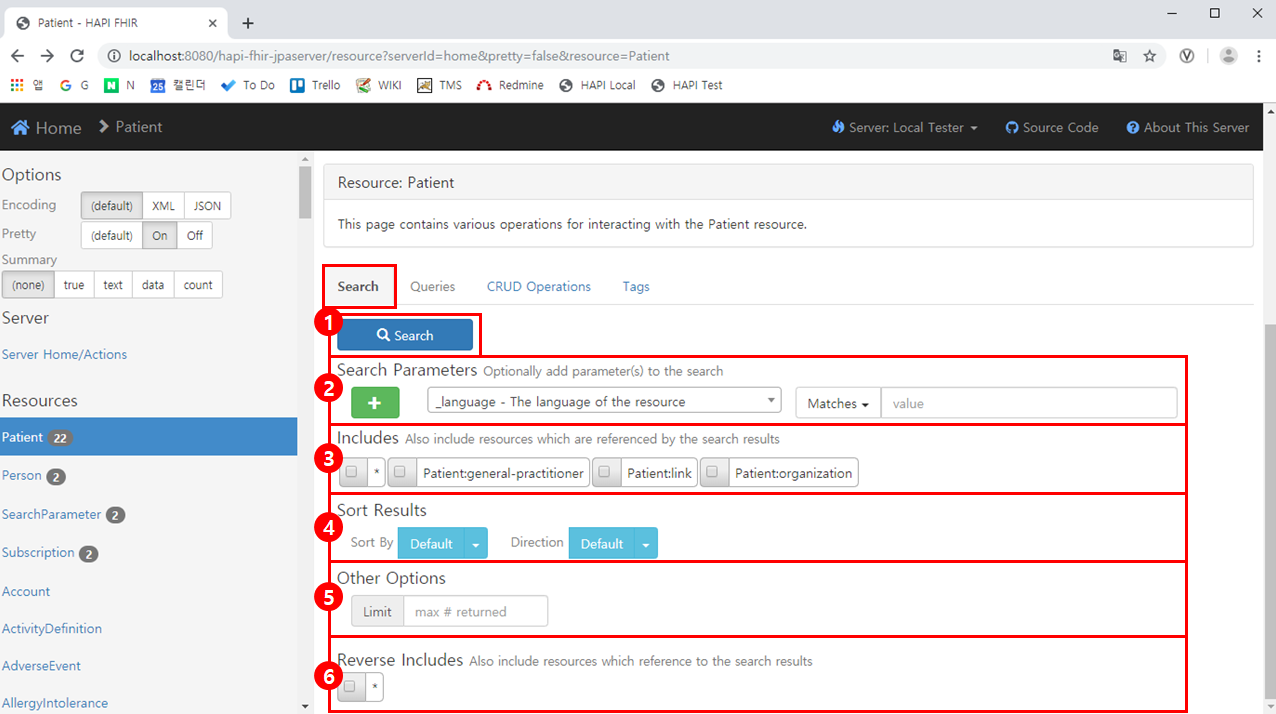 Patient - HAPI FHIR
localhost:8080/hapi-fhir-jpaserver/resource?serverId=home&pretty=false&resource=Patient
앱 G N 25 캘린더 To Do Trello WIKI TMS Redmine HAPI Local HAPI Test
Home Patient Server: Local Tester Source Code About This Server
Options
Encoding (default) XML JSON
Pretty (default) On Off
Summary
(none) true text data count
Server
Server Home/Actions
Resources
Patient 22
Person 2
SearchParameter 2
Subscription 2
Account
ActivityDefinition
AdverseEvent
AllergyIntolerance
Resource: Patient
This page contains various operations for interacting with the Patient resource.
Search Queries CRUD Operations Tags
1 Search
Search Parameters Optionally add parameter(s) to the search
2 + _language - The language of the resource Matches value
Includes Also include resources which are referenced by the search results
3 * Patient:general-practitioner Patient:link Patient:organization
Sort Results
4 Sort By Default Direction Default
Other Options
5 Limit max # returned
Reverse Includes Also include resources which reference to the search results
6 *